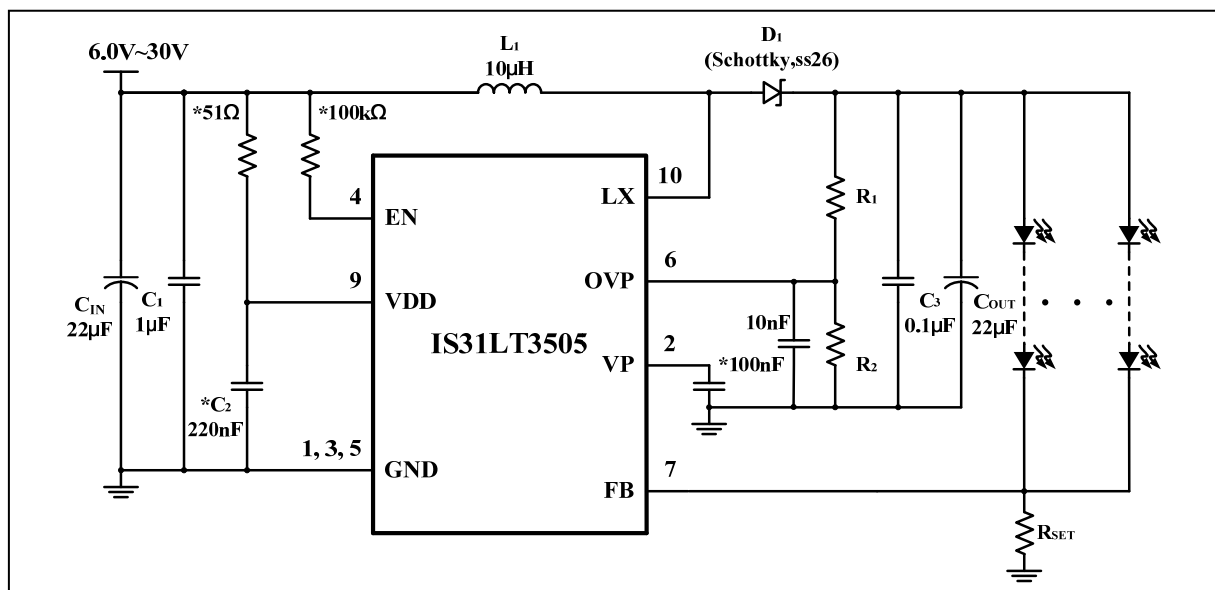 6.0V~30V
L1
10µH
D1
(Schottky,ss26)
*51Ω
*100kΩ
4
EN
LX
10
R1
CIN
22µF
C1
1µF
9
VDD
OVP
6
IS31LT3505
10nF
C3
0.1µF
COUT
22µF
VP
2
*100nF
R2
*C2
220nF
1, 3, 5
GND
FB
7
RSET